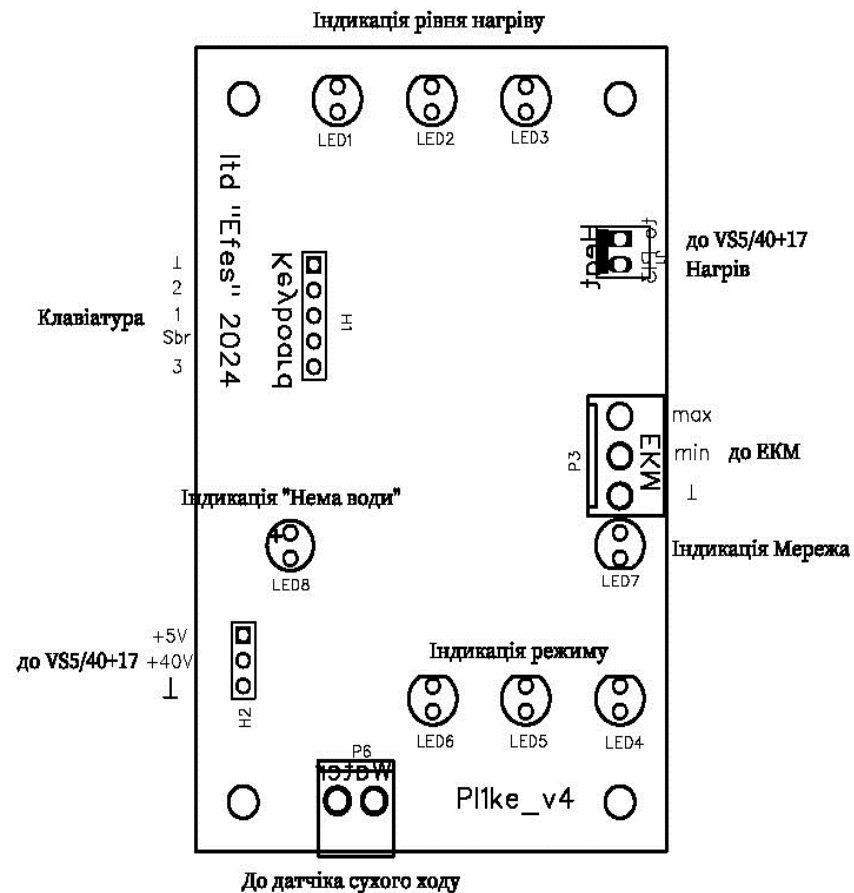 Індикація рівня нагріву
LED1
LED2
LED3
ltd "Efes" 2024
до VS5/40+17
Нагрів
⊥
2
Клавіатура
1
Sbr
3
H1
max
EKM
P3
min
до ЕКМ
⊥
Індикація "Нема води"
+
LED8
LED7
Індикація Мережа
+5V
до VS5/40+17
+40V
⊥
H2
Індикація режиму
LED6
LED5
LED4
P6
PI1ke_v4
До датчіка сухого ходу